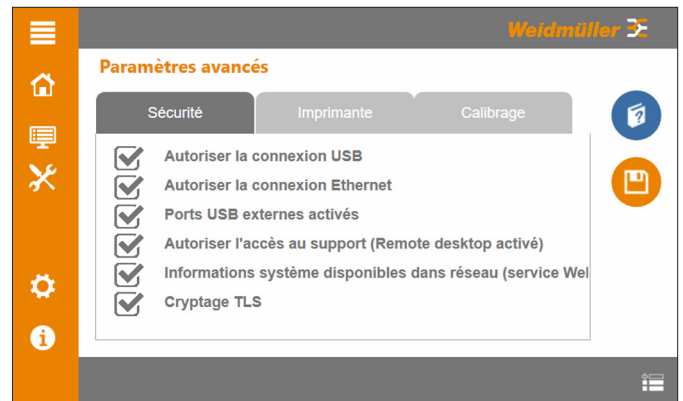 Weidmüller
Paramètres avancés
Sécurité
Imprimante
Calibrage
Autoriser la connexion USB
Autoriser la connexion Ethernet
Ports USB externes activés
Autoriser l'accès au support (Remote desktop activé)
Informations système disponibles dans réseau (service Wel
Cryptage TLS